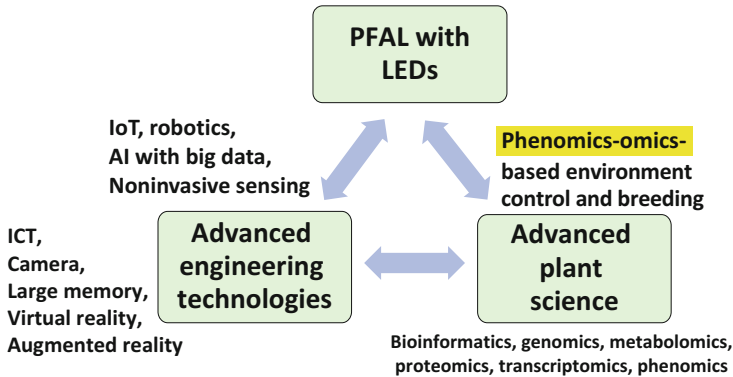 PFAL with
LEDs
IoT, robotics,
AI with big data,
Noninvasive sensing
Phenomics-omics-
based environment
control and breeding
ICT,
Camera,
Large memory,
Virtual reality,
Augmented reality
Advanced
engineering
technologies
Advanced
plant
science
Bioinformatics, genomics, metabolomics,
proteomics, transcriptomics, phenomics